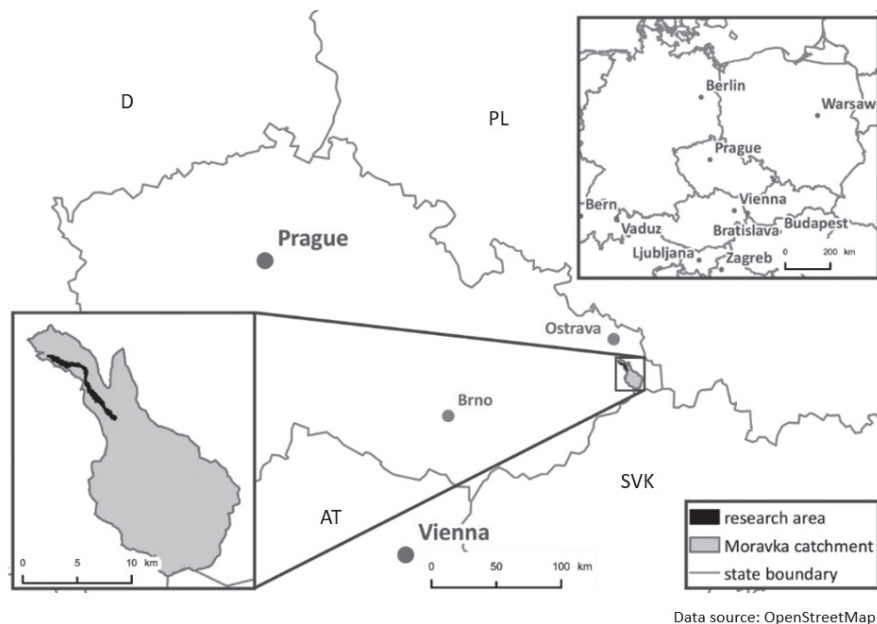 D
PL
Prague
Ostrava
Brno
SVK
AT
Vienna
0 50 100
km
Berlin
Warsaw
Prague
Vienna
Bern
Vaduz
Bratislava
Budapest
Ljubljana
Zagreb
0 200
km
0 5 10
km
research area
Moravka catchment
state boundary
Data source: OpenStreetMap